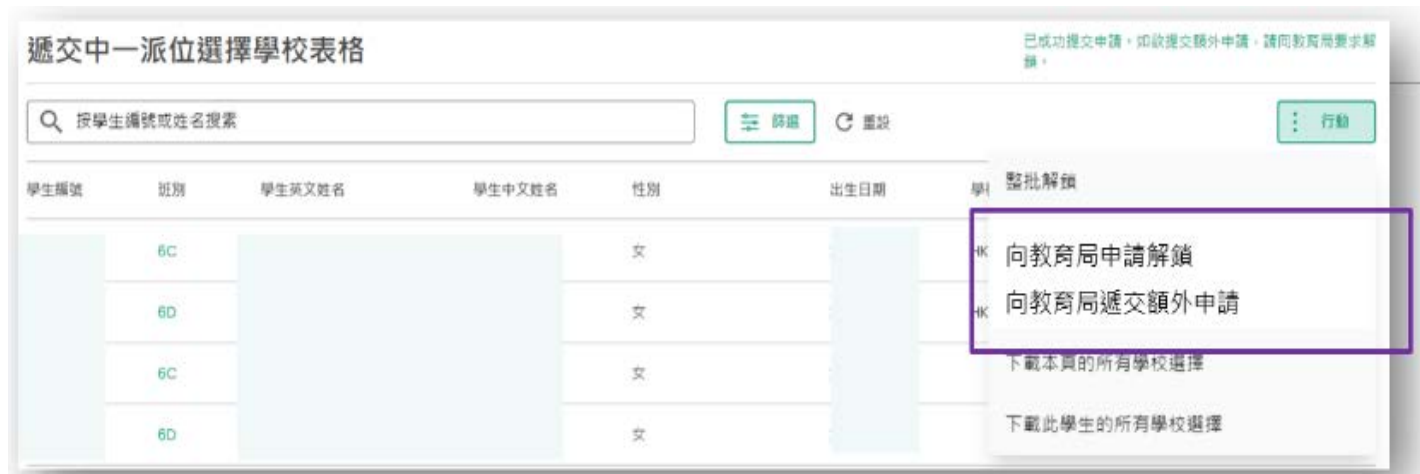 遞交中一派位選擇學校表格
已成功提交申請。如欲提交額外申請，請向教育局要求解
鎖。
按學生編號或姓名搜索
篩選
重設
行動
學生編號 班別 學生英文姓名 學生中文姓名 性別 出生日期
整批解鎖
6C 女 HK
向教育局申請解鎖
6D 女 HK
向教育局遞交額外申請
6C 女
下載本頁的所有學校選擇
6D 女
下載此學生的所有學校選擇